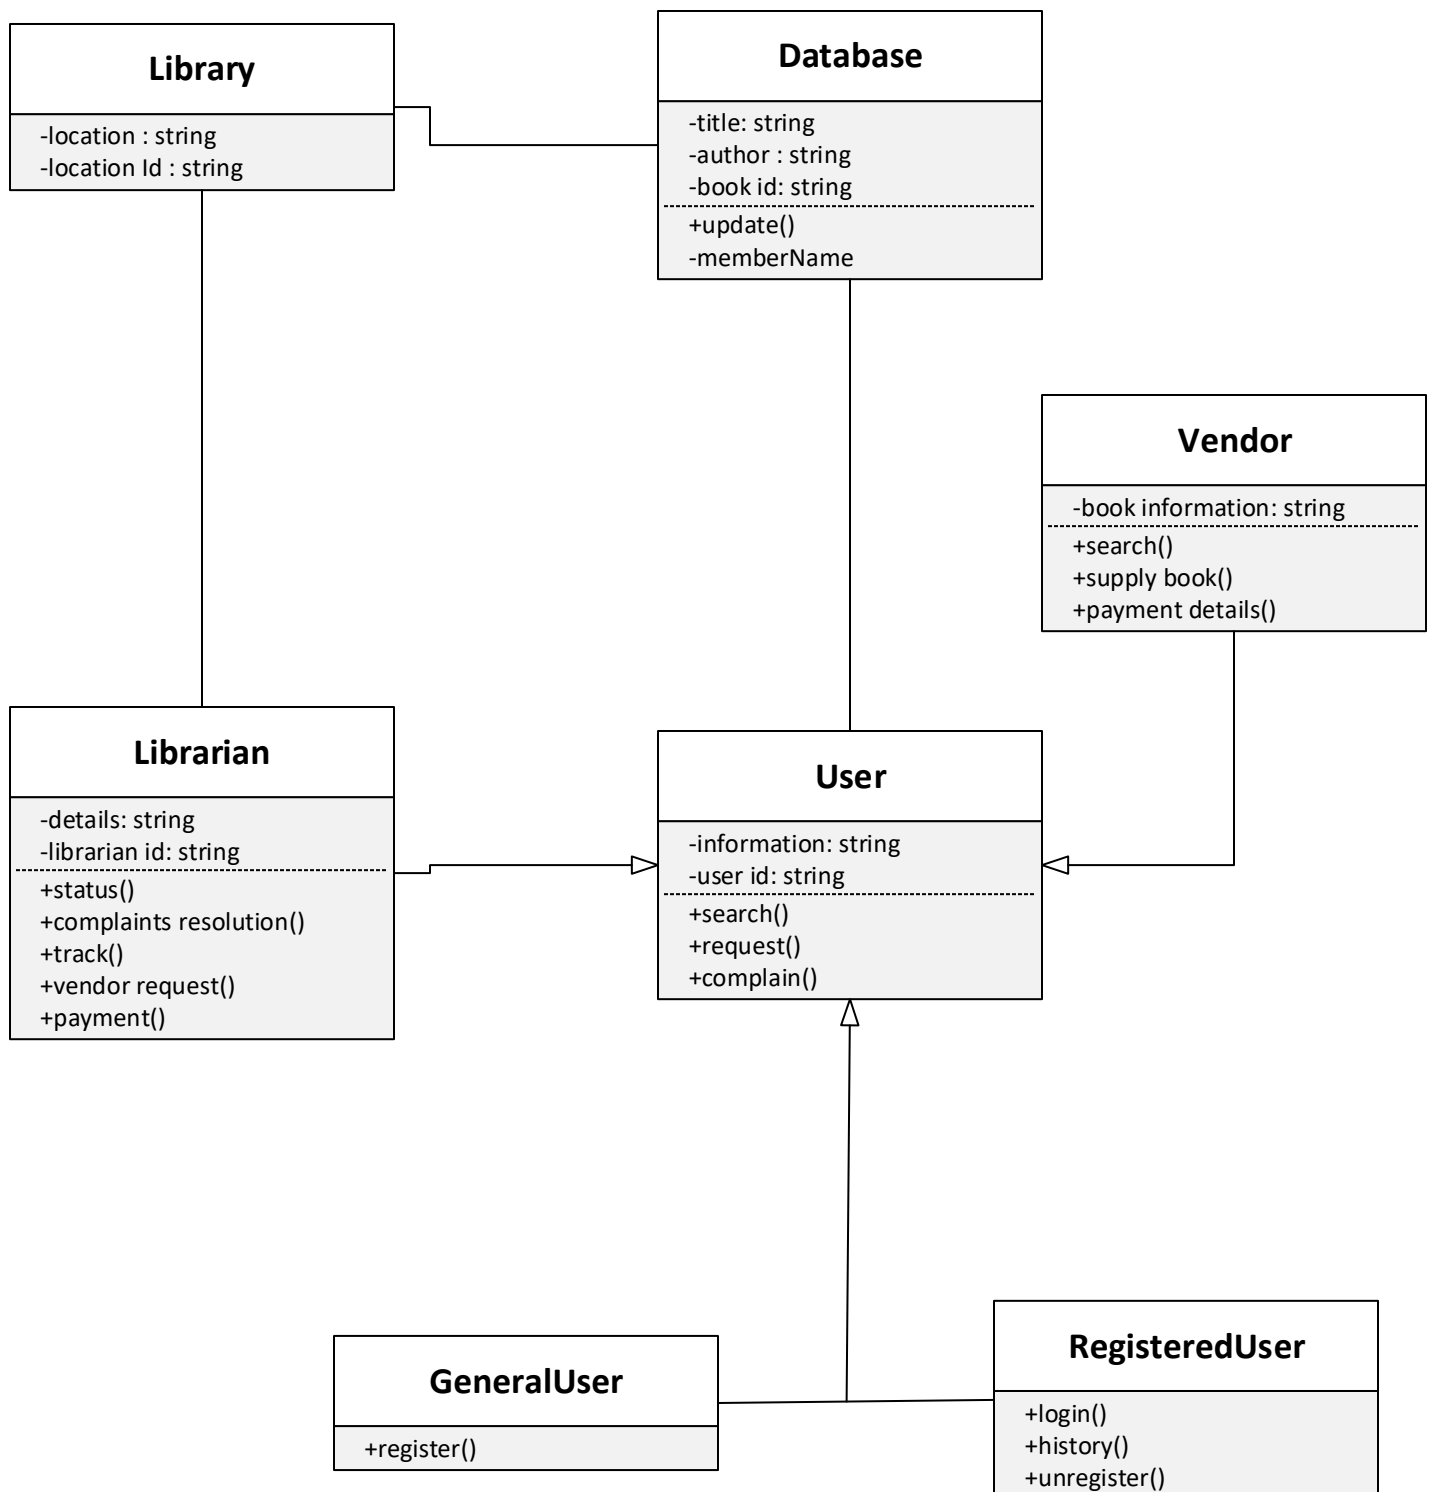 Library
-location : string
-location Id : string
Database
-title: string
-author : string
-book id: string
+update()
-memberName
Vendor
-book information: string
+search()
+supply book()
+payment details()
Librarian
-details: string
-librarian id: string
+status()
+complaints resolution()
+track()
+vendor request()
+payment()
User
-information: string
-user id: string
+search()
+request()
+complain()
GeneralUser
+register()
RegisteredUser
+login()
+history()
+unregister()